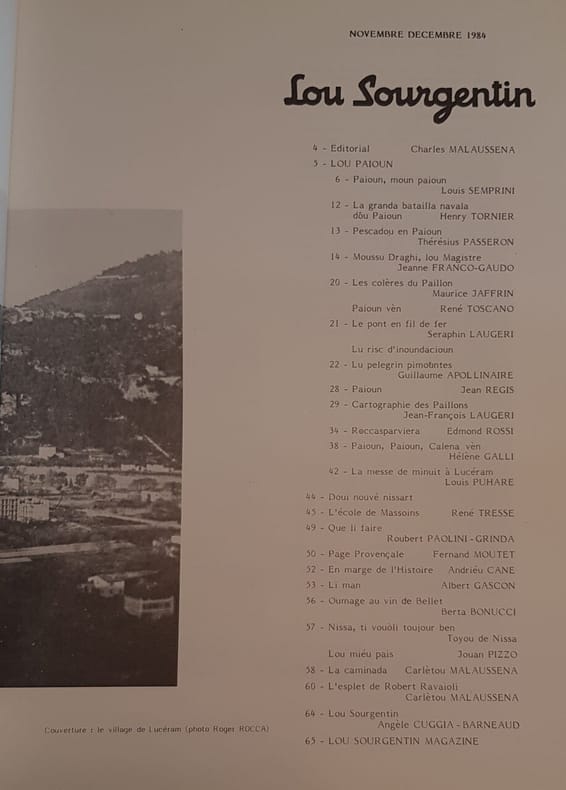 NOVEMBRE DECEMBRE 1984
Lou Sourgentin
4 - Editorial Charles MALAUSSENA
5 - LOU PAIOUN
6 - Paioun, moun paioun
Louis SEMPRINI
12 - La granda batailla navala
dôu Paioun Henry TORNIER
13 - Pescadou en Paioun
Thérésius PASSERON
14 - Moussu Draghi, lou Magistre
Jeanne FRANCO-GAUDO
20 - Les colères du Paillon
Maurice JAFFRIN
Paioun vèn René TOSCANO
21 - Le pont en fil de fer
Seraphin LAUGERI
Lu risc d'inoundacioun
22 - Lu pelegrin pimobntes
Guillaume APOLLINAIRE
28 - Paioun Jean REGIS
29 - Cartographie des Paillons
Jean-François LAUGERI
34 - Roccasparviera Edmond ROSSI
38 - Paioun, Paioun, Calena vèn
Hélène GALLI
42 - La messe de minuit à Lucéram
Louis PUHARE
44 - Doui nouvé nissart
45 - L'école de Massoins René TRESSE
49 - Que li faire
Roubert PAOLINI-GRINDA
50 - Page Provençale Fernand MOUTET
52 - En marge de l'Histoire Andriéu CANE
53 - Li man Albert GASCON
56 - Oumage au vin de Bellet
Berta BONUCCI
57 - Nissa, ti vouòli toujour ben
Toyou de Nissa
Lou miéu pais Jouan PIZZO
58 - La caminada Carlètou MALAUSSENA
60 - L'esplet de Robert Ravaioli
Carlètou MALAUSSENA
64 - Lou Sourgentin
Angèle CUGGIA-BARNEAUD
65 - LOU SOURGENTIN MAGAZINE
Couverture : le village de Lucéram (photo Roger ROCCA)